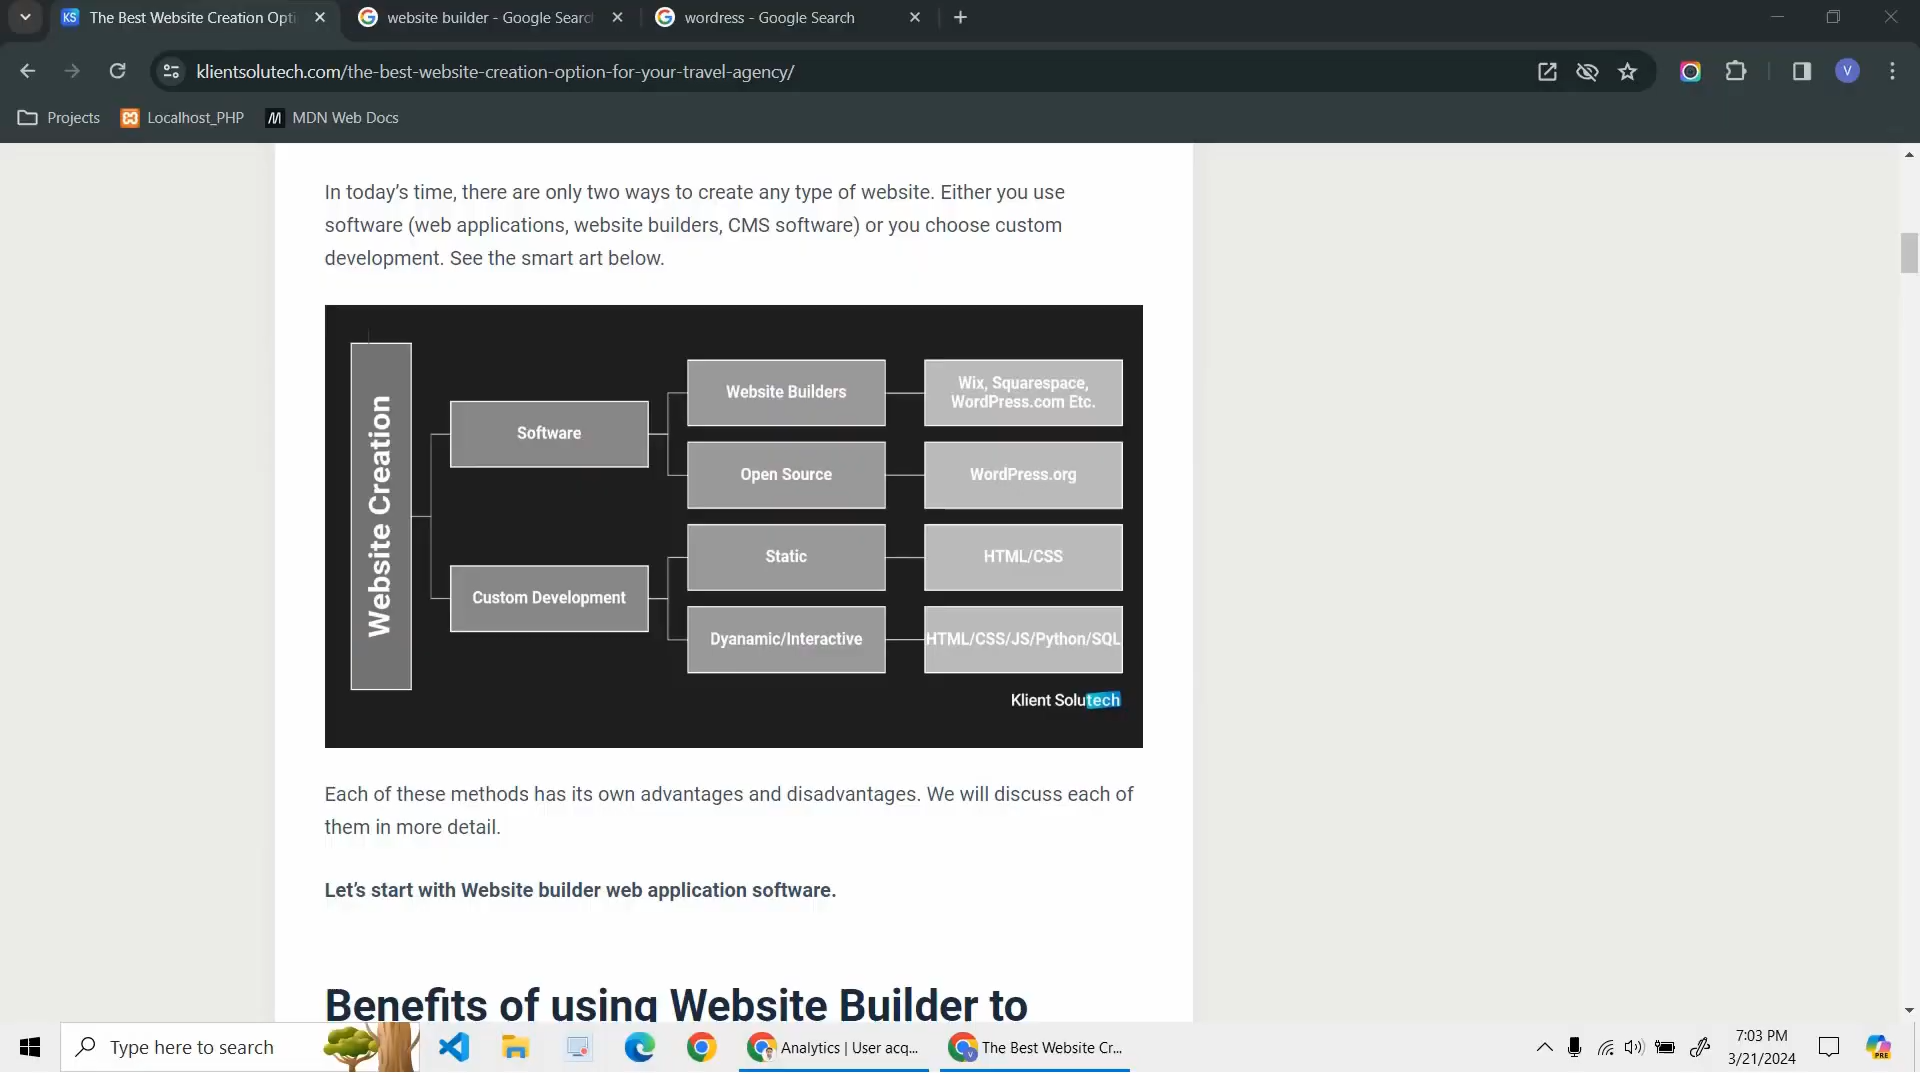 The Best Website Creation Opti
website builder - Google Searc
wordress - Google Search
klientsolutech.com/the-best-website-creation-option-for-your-travel-agency/
V
Projects
Localhost_PHP
MDN Web Docs
In today’s time, there are only two ways to create any type of website. Either you use
software (web applications, website builders, CMS software) or you choose custom
development. See the smart art below.
Website Creation
Software
Custom Development
Website Builders
Open Source
Static
Dyanamic/Interactive
Wix, Squarespace,
WordPress.com Etc.
WordPress.org
HTML/CSS
HTML/CSS/JS/Python/SQL
Klient Solutech
Each of these methods has its own advantages and disadvantages. We will discuss each of
them in more detail.
Let’s start with Website builder web application software.
Benefits of using Website Builder to
Type here to search
Analytics | User acq...
The Best Website Cr...
7:03 PM
3/21/2024
PRE